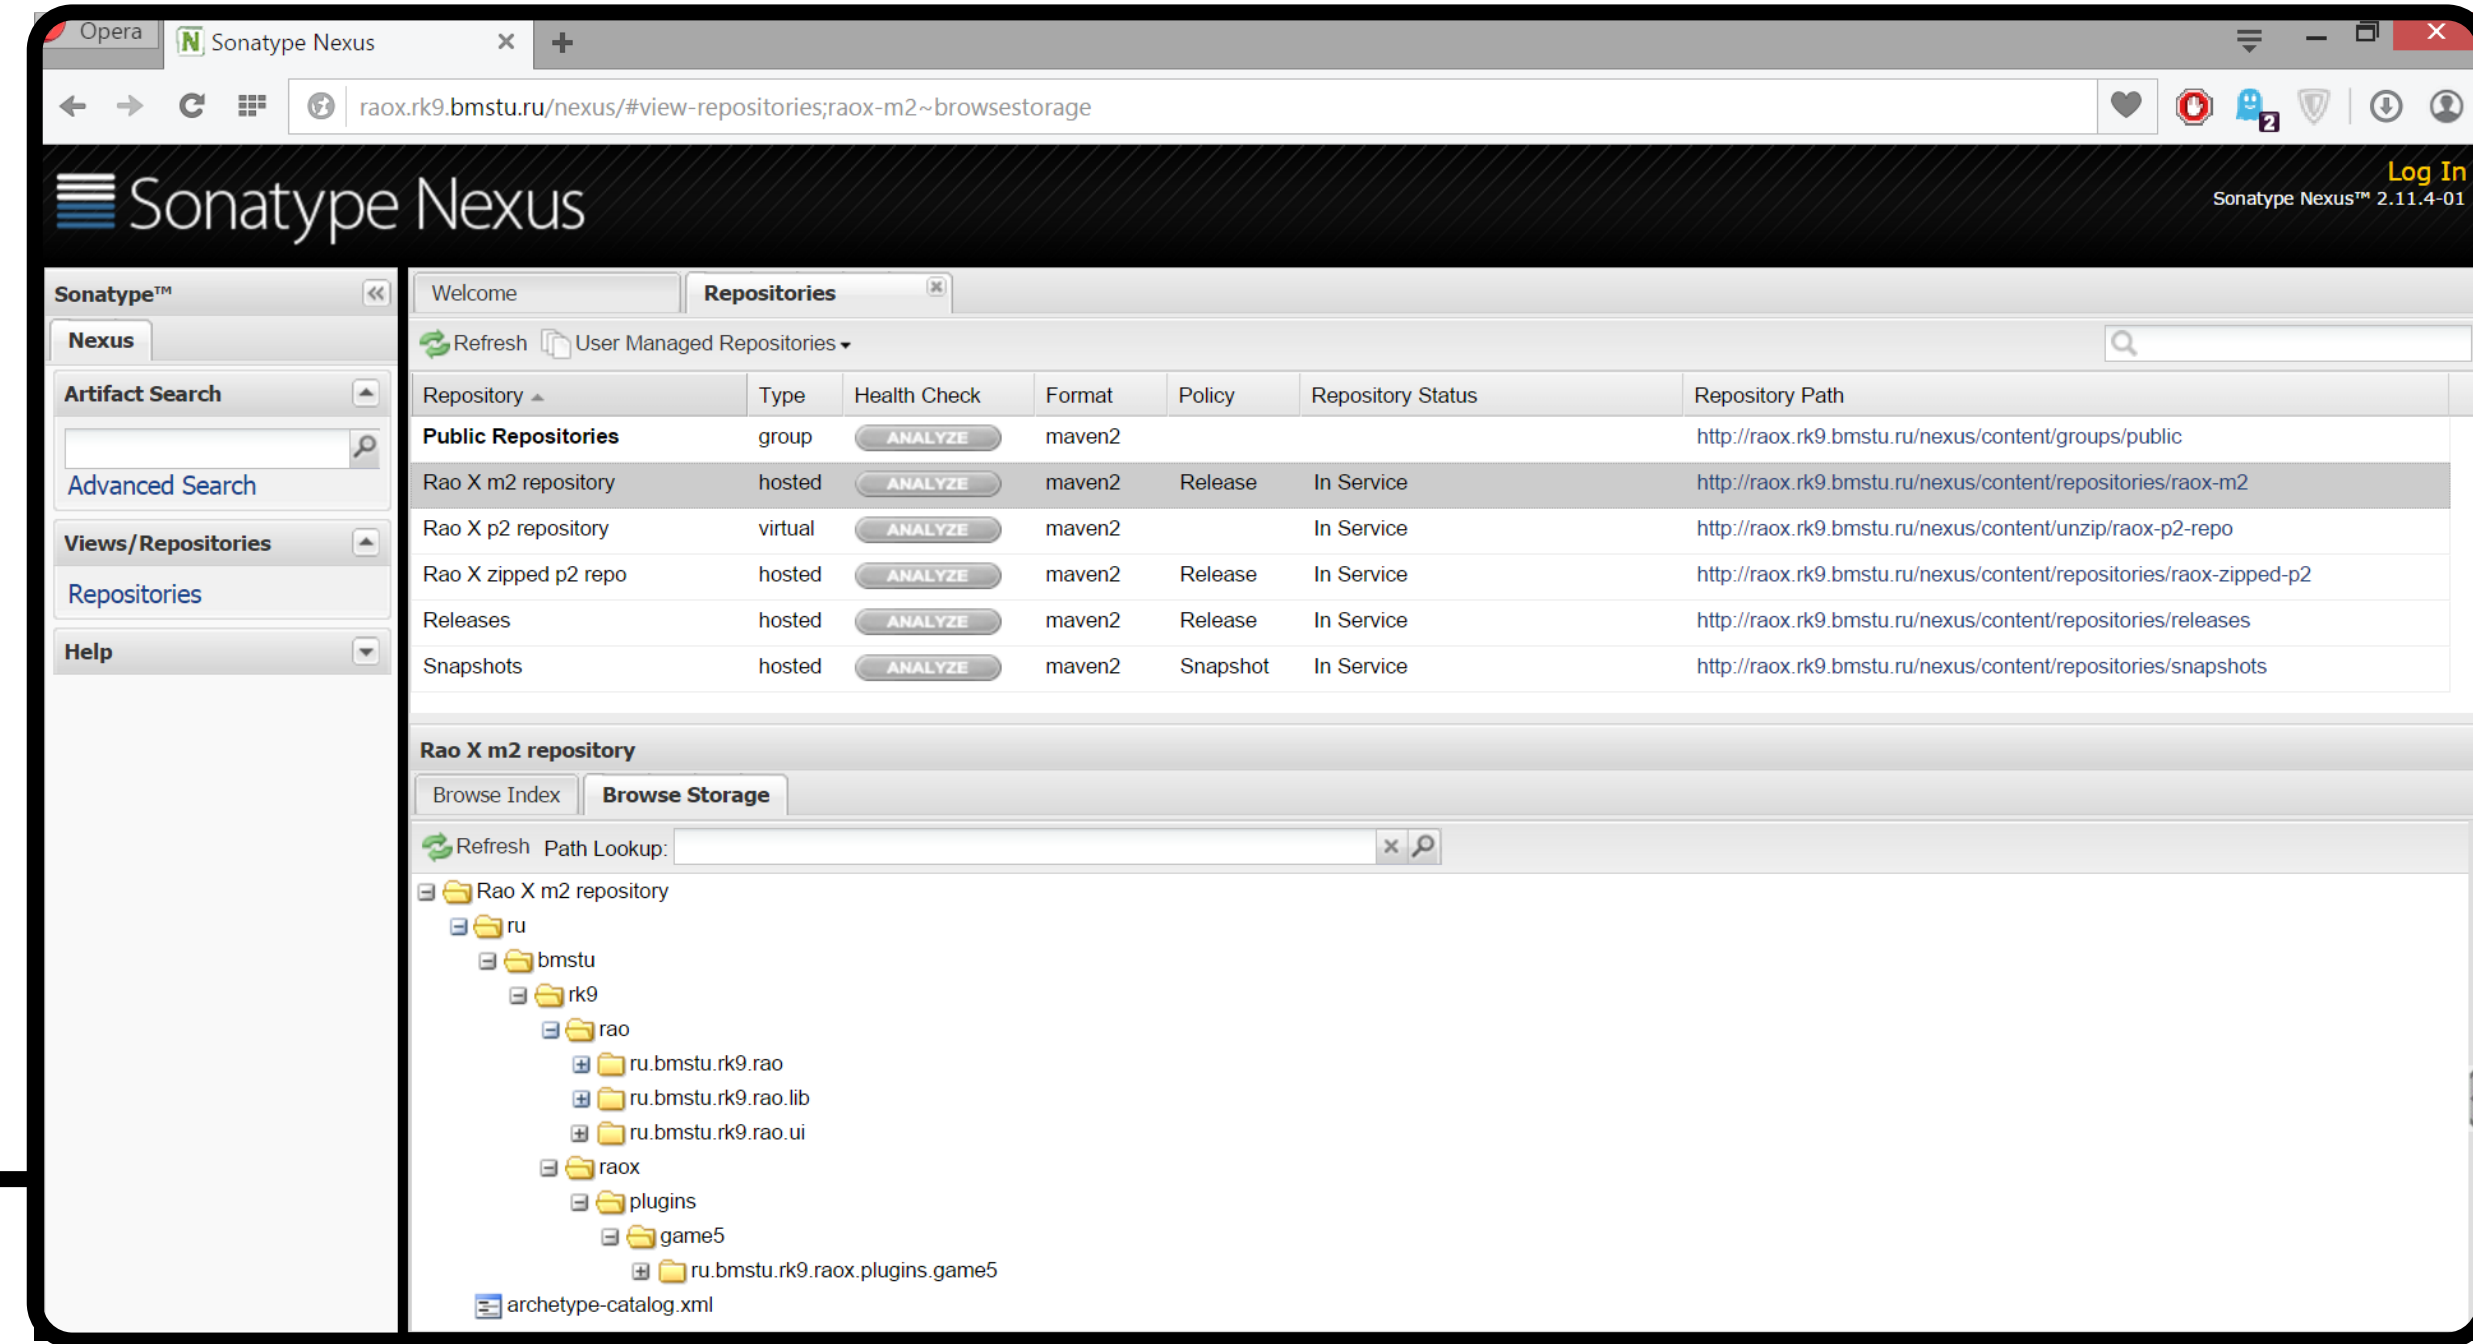 Opera
Sonatype Nexus
raox.rk9.bmstu.ru/nexus/#view-repositories;raox-m2~browsestorage
2
Sonatype Nexus
Log In
Sonatype Nexus™ 2.11.4-01
Sonatype™
Nexus
Artifact Search
Advanced Search
Views/Repositories
Repositories
Help
Welcome
Repositories
Refresh User Managed Repositories
Repository Type Health Check Format Policy Repository Status Repository Path
Public Repositories group ANALYZE maven2 http://raox.rk9.bmstu.ru/nexus/content/groups/public
Rao X m2 repository hosted ANALYZE maven2 Release In Service http://raox.rk9.bmstu.ru/nexus/content/repositories/raox-m2
Rao X p2 repository virtual ANALYZE maven2 In Service http://raox.rk9.bmstu.ru/nexus/content/unzip/raox-p2-repo
Rao X zipped p2 repo hosted ANALYZE maven2 Release In Service http://raox.rk9.bmstu.ru/nexus/content/repositories/raox-zipped-p2
Releases hosted ANALYZE maven2 Release In Service http://raox.rk9.bmstu.ru/nexus/content/repositories/releases
Snapshots hosted ANALYZE maven2 Snapshot In Service http://raox.rk9.bmstu.ru/nexus/content/repositories/snapshots
Rao X m2 repository
Browse Index Browse Storage
Refresh Path Lookup:
Rao X m2 repository
ru
bmstu
rk9
rao
ru.bmstu.rk9.rao
ru.bmstu.rk9.rao.lib
ru.bmstu.rk9.rao.ui
raox
plugins
game5
ru.bmstu.rk9.raox.plugins.game5
archetype-catalog.xml